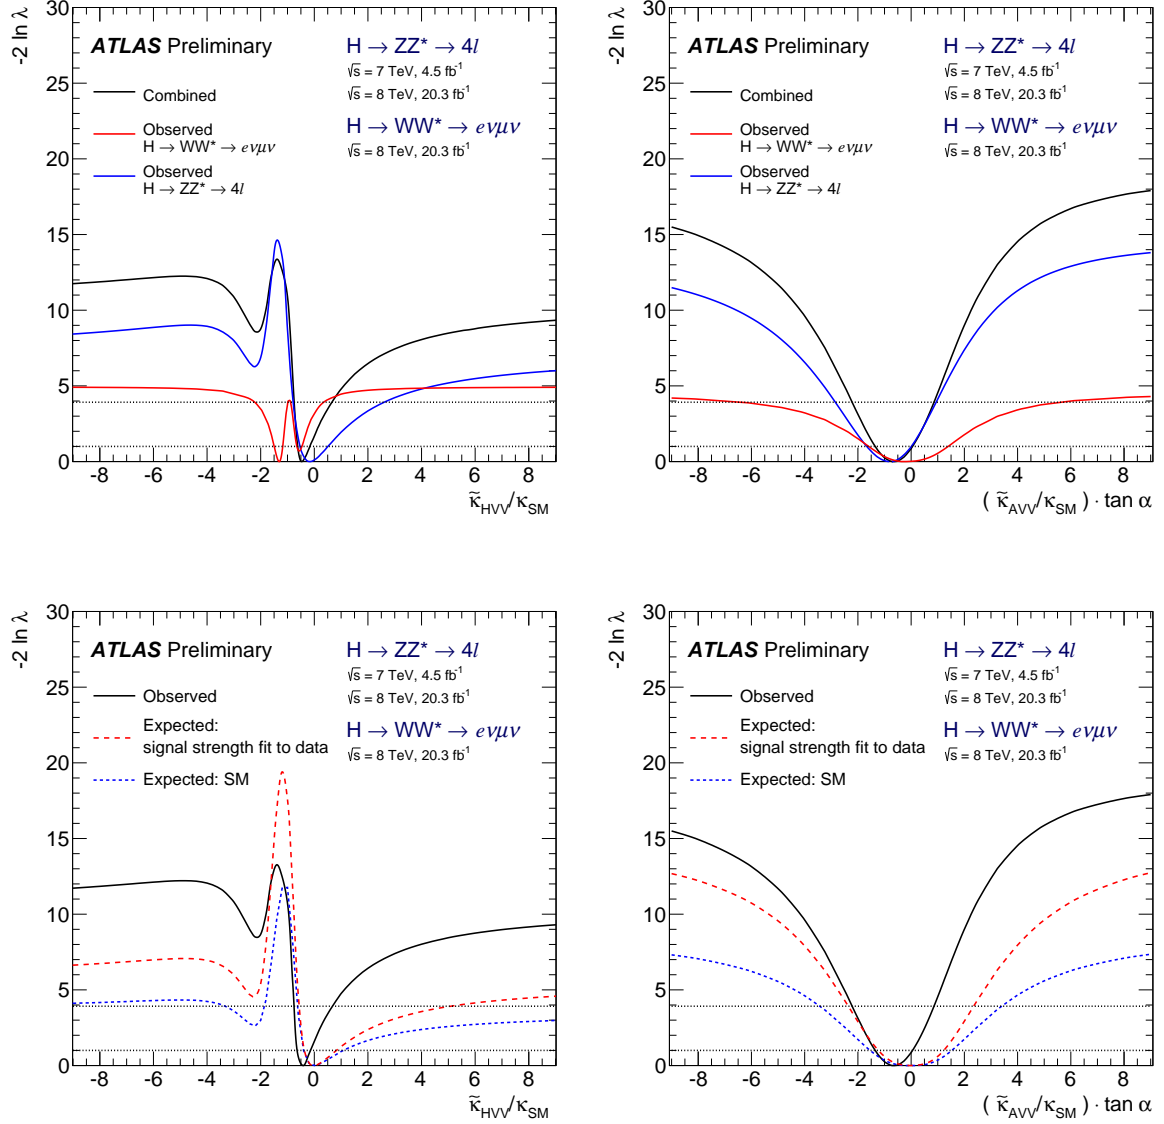 -2 ln λ
30
25
20
15
10
5
0
ATLAS Preliminary
Combined
Observed
H → WW* → eνμν
Observed
H → ZZ* → 4l
H → ZZ* → 4l
√s = 7 TeV, 4.5 fb⁻¹
√s = 8 TeV, 20.3 fb⁻¹
H → WW* → eνμν
√s = 8 TeV, 20.3 fb⁻¹
-8 -6 -4 -2 0 2 4 6 8
κ̃_HVV/κ_SM
-2 ln λ
30
25
20
15
10
5
0
ATLAS Preliminary
Combined
Observed
H → WW* → eνμν
Observed
H → ZZ* → 4l
H → ZZ* → 4l
√s = 7 TeV, 4.5 fb⁻¹
√s = 8 TeV, 20.3 fb⁻¹
H → WW* → eνμν
√s = 8 TeV, 20.3 fb⁻¹
-8 -6 -4 -2 0 2 4 6 8
( κ̃_AVV/κ_SM ) · tan α
-2 ln λ
30
25
20
15
10
5
0
ATLAS Preliminary
Observed
Expected:
signal strength fit to data
Expected: SM
H → ZZ* → 4l
√s = 7 TeV, 4.5 fb⁻¹
√s = 8 TeV, 20.3 fb⁻¹
H → WW* → eνμν
√s = 8 TeV, 20.3 fb⁻¹
-8 -6 -4 -2 0 2 4 6 8
κ̃_HVV/κ_SM
-2 ln λ
30
25
20
15
10
5
0
ATLAS Preliminary
Observed
Expected:
signal strength fit to data
Expected: SM
H → ZZ* → 4l
√s = 7 TeV, 4.5 fb⁻¹
√s = 8 TeV, 20.3 fb⁻¹
H → WW* → eνμν
√s = 8 TeV, 20.3 fb⁻¹
-8 -6 -4 -2 0 2 4 6 8
( κ̃_AVV/κ_SM ) · tan α